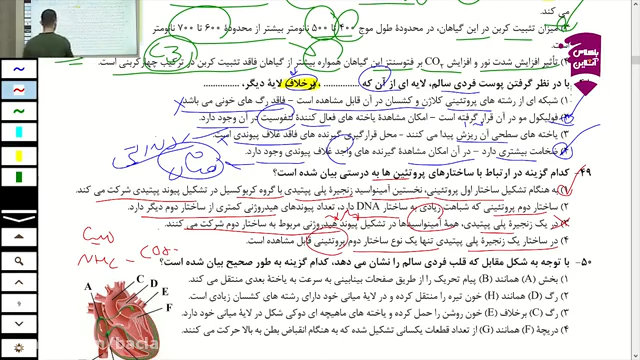 می کند.
میزان تثبیت کربن در این گیاهان، در محدودهٔ طول موج ۴۰۰ تا ۵۰۰ نانومتر بیشتر از محدودهٔ ۶۰۰ تا ۷۰۰ نانومتر
است.
۴) تأثیر افزایش شدت نور و افزایش CO₂ بر فتوسنتز این گیاهان همواره بیشتر از گیاهان فاقد تثبیت کربن در ترکیب چهارکربنی است.
با در نظر گرفتن پوست فردی سالم، لایه ای از آن که .............. ، برخلاف لایهٔ دیگر، ..............
۱) شبکه ای از رشته های پروتئینی کلاژن و کشسان در آن قابل مشاهده است - فاقد رگ های خونی می باشد
۲) فولیکول مو در آن قرار گرفته است - امکان مشاهدهٔ یاخته های فعال کنندهٔ لنفوسیت در آن وجود دارد.
۳) یاخته های سطحی آن ریزش پیدا می کنند - محل قرارگیری گیرنده های فاقد غلاف پیوندی است.
۴) ضخامت بیشتری دارد - در آن امکان مشاهدهٔ گیرنده های واجد غلاف پیوندی وجود دارد.
۴۹- کدام گزینه در ارتباط با ساختارهای پروتئین ها به درستی بیان شده است؟
۱) به هنگام تشکیل ساختار اول پروتئینی، نخستین آمینواسید زنجیرهٔ پلی پپتیدی با گروه کربوکسیل در تشکیل پیوند پپتیدی شرکت می کند.
۲) ساختار دوم پروتئینی که شباهت زیادی به ساختار DNA دارد، تعداد پیوندهای هیدروژنی کمتری از ساختار دوم دیگر دارد.
۳) در یک زنجیرهٔ پلی پپتیدی، همهٔ آمینواسیدها در تشکیل پیوند هیدروژنی مربوط به ساختار دوم شرکت می کنند.
۴) در ساختار یک زنجیرهٔ پلی پپتیدی تنها یک نوع ساختار دوم پروتئینی قابل مشاهده است.
۵۰- با توجه به شکل مقابل که قلب فردی سالم را نشان می دهد، کدام گزینه به طور صحیح بیان شده است؟
۱) بخش (A) همانند (B) پیام تحریک را از طریق صفحات بینابینی به سرعت به یاختهٔ بعدی منتقل می کند.
۲) رگ (D) همانند (H) خون تیره را منتقل کرده و در لایهٔ میانی خود دارای رشته های کشسان زیادی است.
۳) رگ (C) برخلاف (E) خون روشن را حمل کرده و یاخته های ماهیچه ای دوکی شکل در لایهٔ میانی خود دارد.
۴) دریچهٔ (F) همانند (G) از تعداد قطعات یکسانی تشکیل شده که به هنگام انقباض بطن به بالا حرکت می کنند.
A
B
C
D
E
F